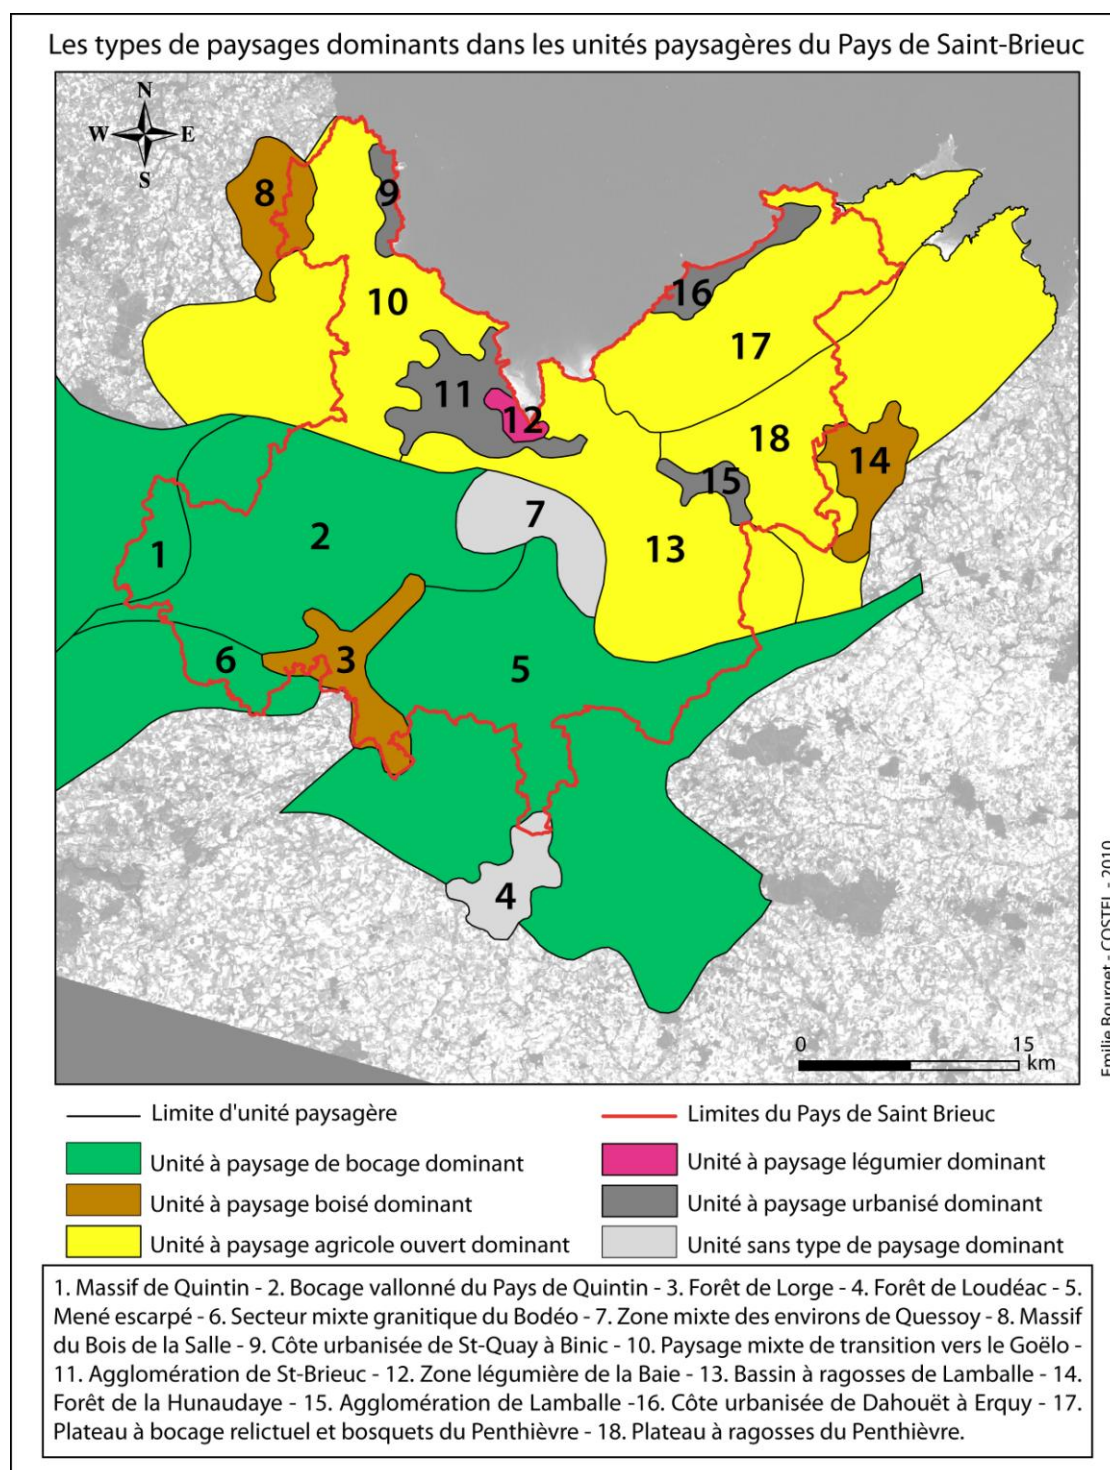 Les types de paysages dominants dans les unités paysagères du Pays de Saint-Brieuc
N
W
E
S
8
9
10
16
17
11
12
18
14
15
7
13
2
1
6
3
5
4
0
15
km
Emilie Bourget - COSTEL - 2010
Limite d'unité paysagère
Limites du Pays de Saint Brieuc
Unité à paysage de bocage dominant
Unité à paysage légumier dominant
Unité à paysage boisé dominant
Unité à paysage urbanisé dominant
Unité à paysage agricole ouvert dominant
Unité sans type de paysage dominant
1. Massif de Quintin - 2. Bocage vallonné du Pays de Quintin - 3. Forêt de Lorge - 4. Forêt de Loudéac - 5.
Mené escarpé - 6. Secteur mixte granitique du Bodéo - 7. Zone mixte des environs de Quessoy - 8. Massif
du Bois de la Salle - 9. Côte urbanisée de St-Quay à Binic - 10. Paysage mixte de transition vers le Goëlo -
11. Agglomération de St-Brieuc - 12. Zone légumière de la Baie - 13. Bassin à ragosses de Lamballe - 14.
Forêt de la Hunaudaye - 15. Agglomération de Lamballe -16. Côte urbanisée de Dahouët à Erquy - 17.
Plateau à bocage relictuel et bosquets du Penthièvre - 18. Plateau à ragosses du Penthièvre.